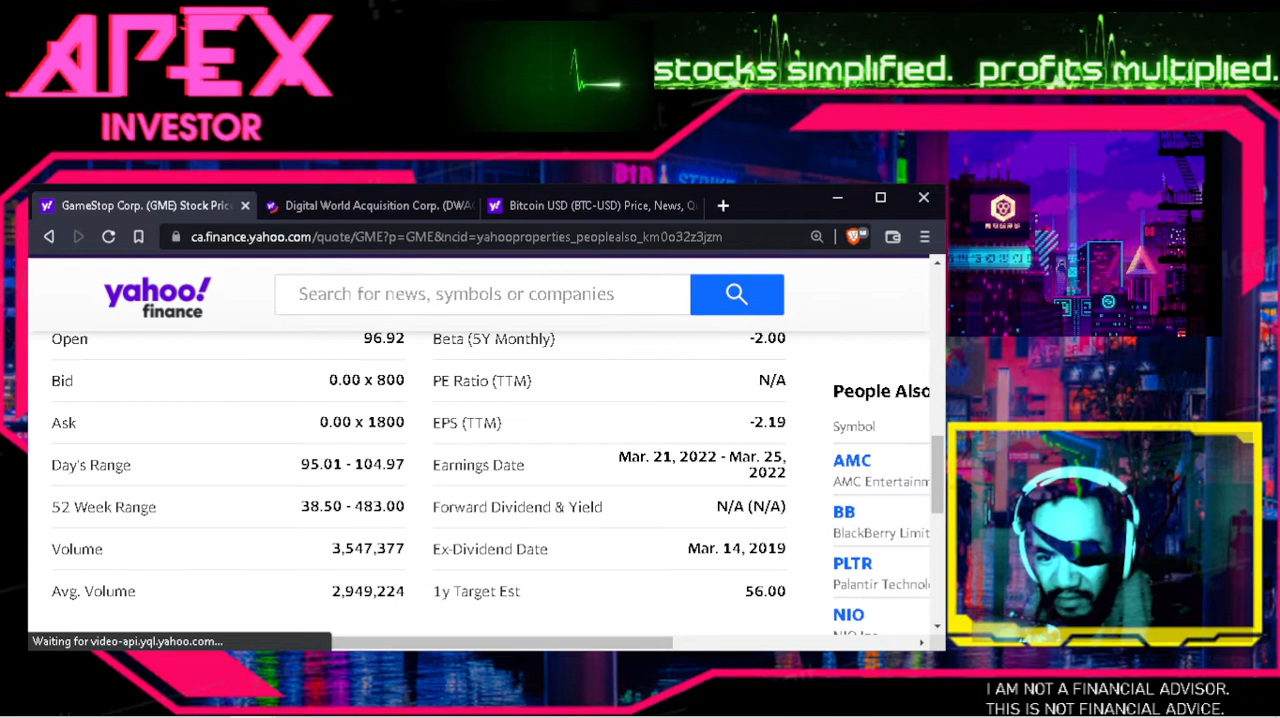 APEX
INVESTOR
stocks simplified. profits multiplied.
GameStop Corp. (GME) Stock Pric
Digital World Acquisition Corp. (DWAC
Bitcoin USD (BTC-USD) Price, News, Qu
ca.finance.yahoo.com/quote/GME?p=GME&ncid=yahooproperties_peoplealso_km0o32z3jzm
yahoo!
finance
Search for news, symbols or companies
Open 96.92 Beta (5Y Monthly) -2.00
Bid 0.00 x 800 PE Ratio (TTM) N/A
Ask 0.00 x 1800 EPS (TTM) -2.19
Day's Range 95.01 - 104.97 Earnings Date Mar. 21, 2022 - Mar. 25,
2022
52 Week Range 38.50 - 483.00 Forward Dividend & Yield N/A (N/A)
Volume 3,547,377 Ex-Dividend Date Mar. 14, 2019
Avg. Volume 2,949,224 1y Target Est 56.00
People Also
Symbol
AMC
AMC Entertainm
BB
BlackBerry Limit
PLTR
Palantir Technol
NIO
Waiting for video-api.yql.yahoo.com...
I AM NOT A FINANCIAL ADVISOR.
THIS IS NOT FINANCIAL ADVICE.